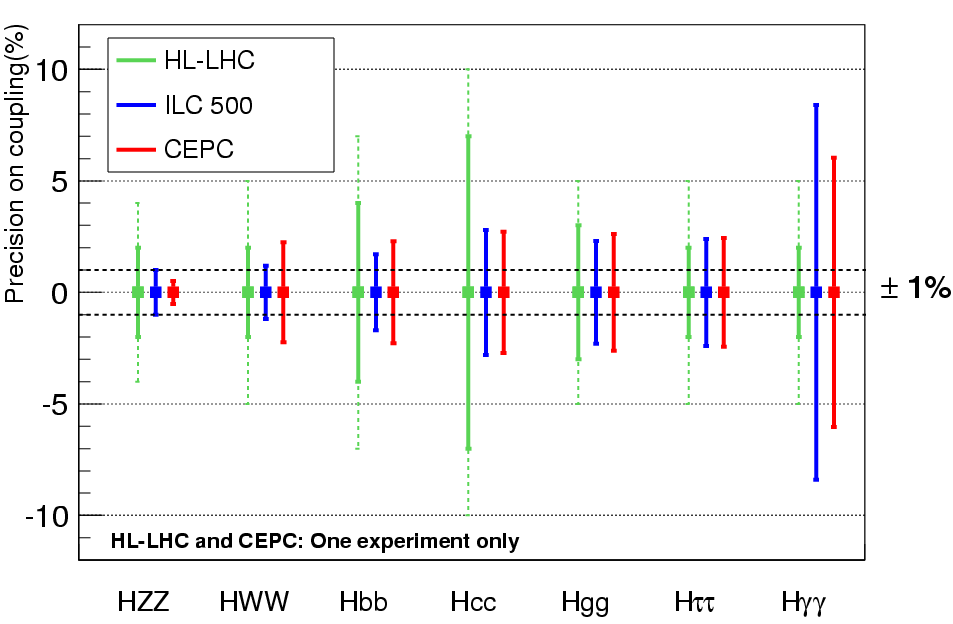 Precision on coupling(%)
10
5
0
-5
-10
HL-LHC
ILC 500
CEPC
± 1%
HL-LHC and CEPC: One experiment only
HZZ HWW Hbb Hcc Hgg Hττ Hγγ